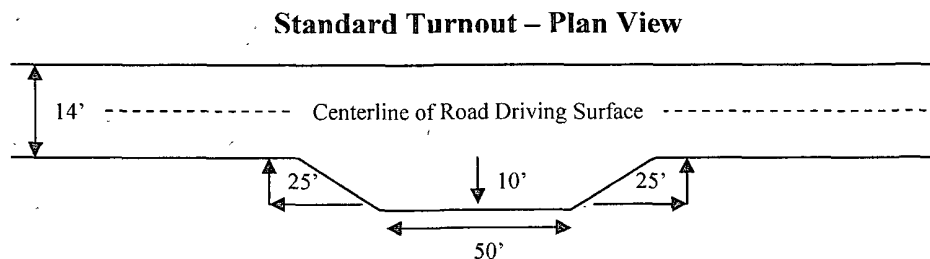 Standard Turnout – Plan View
14’
Centerline of Road Driving Surface
25’
10’
25’
50’